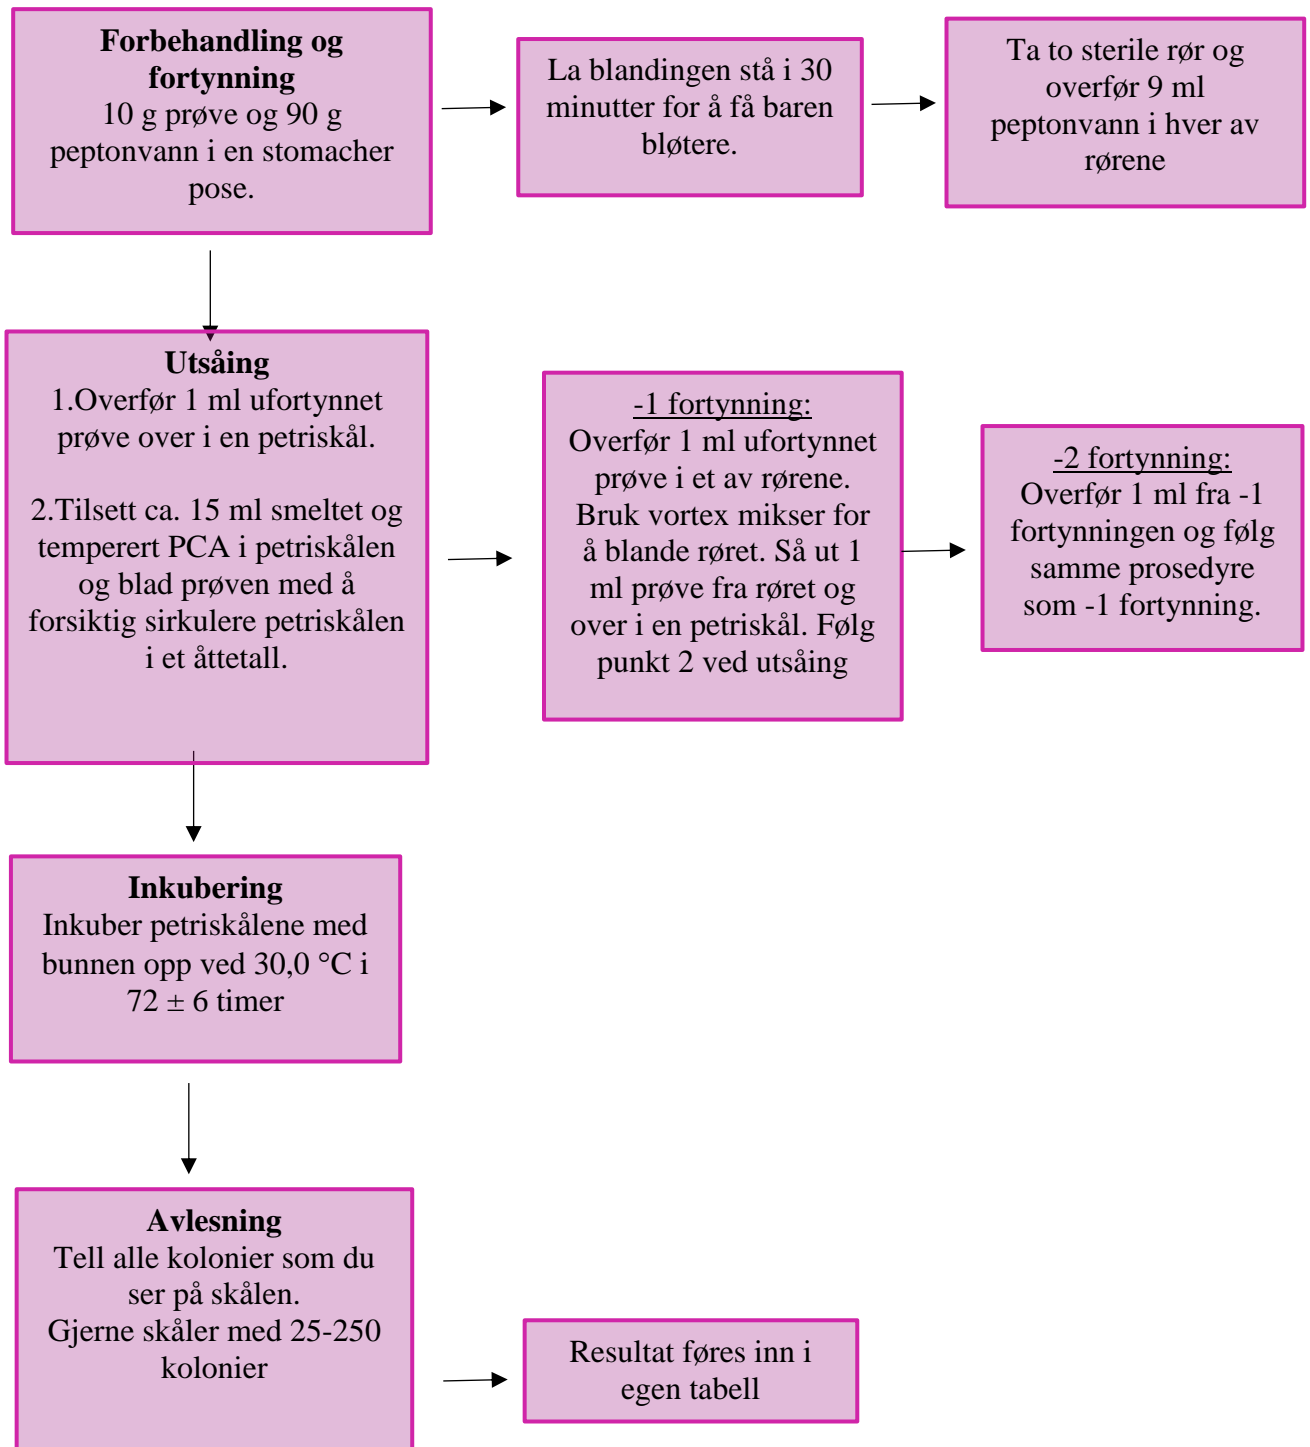 Forbehandling og
fortynning
10 g prøve og 90 g
peptonvann i en stomacher
pose.
La blandingen stå i 30
minutter for å få baren
bløtere.
Ta to sterile rør og
overfør 9 ml
peptonvann i hver av
rørene
Utsåing
1.Overfør 1 ml ufortynnet
prøve over i en petriskål.
2.Tilsett ca. 15 ml smeltet og
temperert PCA i petriskålen
og blad prøven med å
forsiktig sirkulere petriskålen
i et åttetall.
-1 fortynning:
Overfør 1 ml ufortynnet
prøve i et av rørene.
Bruk vortex mikser for
å blande røret. Så ut 1
ml prøve fra røret og
over i en petriskål. Følg
punkt 2 ved utsåing
-2 fortynning:
Overfør 1 ml fra -1
fortynningen og følg
samme prosedyre
som -1 fortynning.
Inkubering
Inkuber petriskålene med
bunnen opp ved 30,0 °C i
72 ± 6 timer
Avlesning
Tell alle kolonier som du
ser på skålen.
Gjerne skåler med 25-250
kolonier
Resultat føres inn i
egen tabell